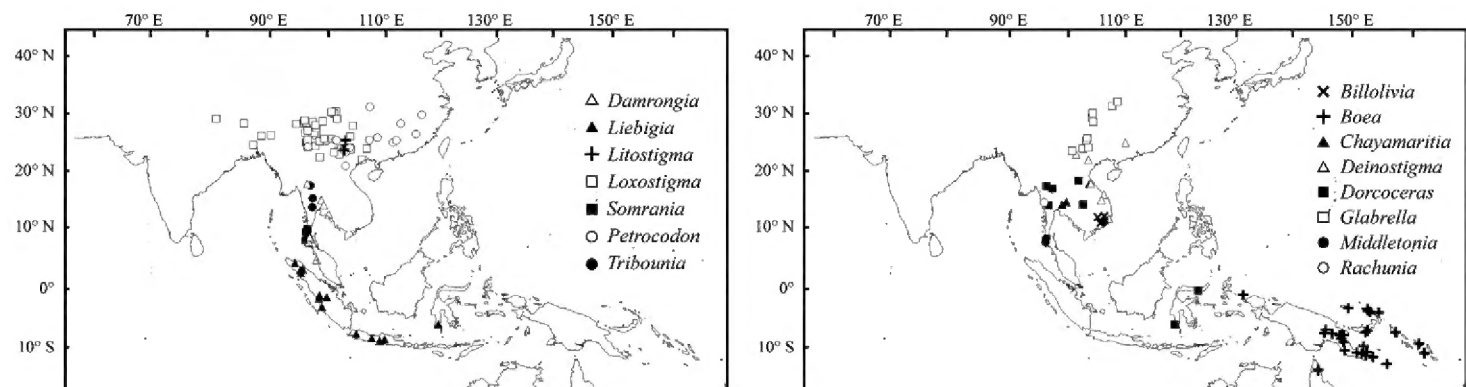 70° E 90° E 110° E 130° E 150° E
40° N
30° N
20° N
10° N
0°
10° S
Damrongia
Liebigia
Litostigma
Loxostigma
Somrania
Petrocodon
Tribounia
70° E 90° E 110° E 130° E 150° E
40° N
30° N
20° N
10° N
0°
10° S
Billolivia
Boea
Chayamaritia
Deinostigma
Dorcoceras
Glabrella
Middletonia
Rachunia